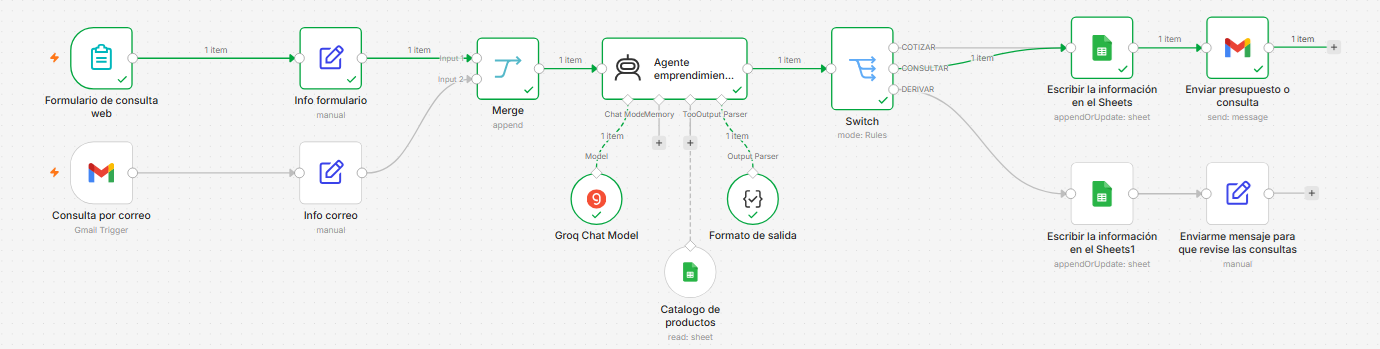 1 item
1 item
Input 1
Input 2
Formulario de consulta
web
Info formulario
manual
Consulta por correo
Gmail Trigger
Info correo
manual
Merge
append
1 item
Agente
emprendimien...
Chat Model
Memory
Tool
Output Parser
1 item
Model
Groq Chat Model
1 item
Output Parser
Formato de salida
Catalogo de
productos
read: sheet
1 item
Switch
mode: Rules
COTIZAR
CONSULTAR
DERIVAR
1 item
Escribir la información
en el Sheets
appendOrUpdate: sheet
1 item
Enviar presupuesto o
consulta
send: message
1 item
Escribir la información
en el Sheets1
appendOrUpdate: sheet
Enviarme mensaje para
que revise las consultas
manual